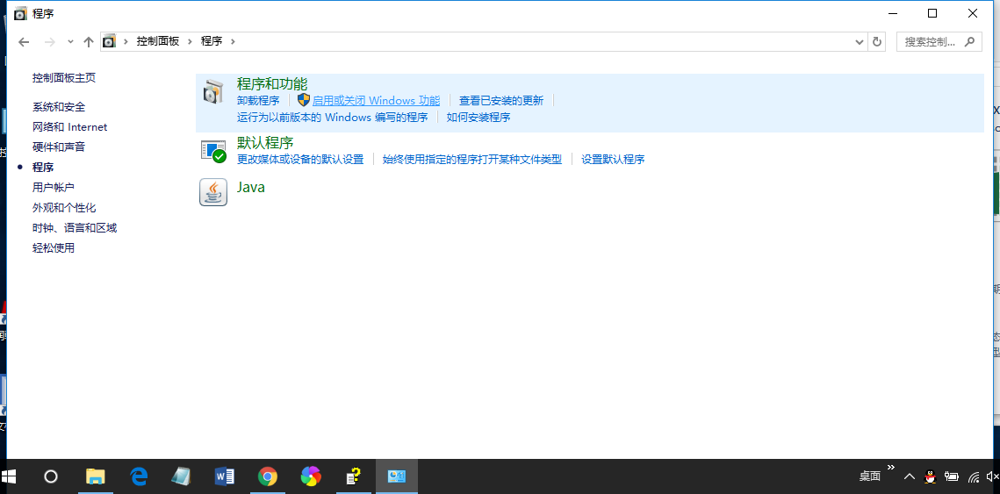 程序
控制面板 程序
搜索控制...
控制面板主页
系统和安全
网络和 Internet
硬件和声音
程序
用户帐户
外观和个性化
时钟、语言和区域
轻松使用
程序和功能
卸载程序 启用或关闭 Windows 功能 查看已安装的更新
运行为以前版本的 Windows 编写的程序 如何安装程序
默认程序
更改媒体或设备的默认设置 始终使用指定的程序打开某种文件类型 设置默认程序
Java
桌面